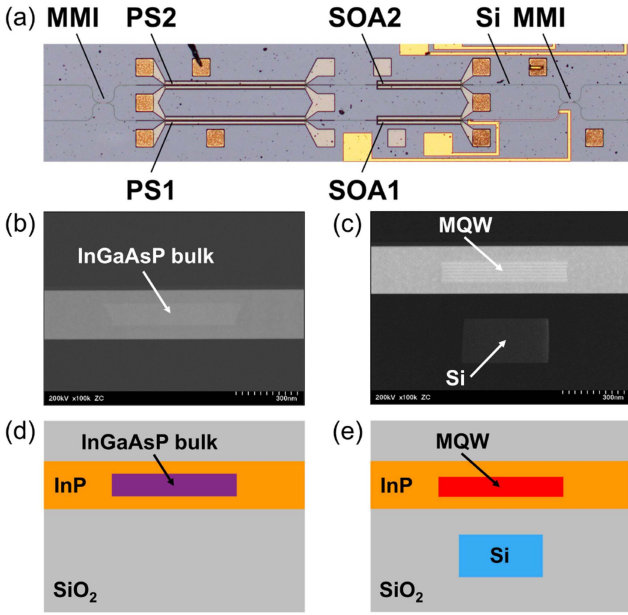 (a) MMI PS2 SOA2 Si MMI
PS1 SOA1
(b) (c)
InGaAsP bulk
MQW
Si
200kV x100k ZC 300nm
200kV x100k ZC 300nm
(d) (e)
InGaAsP bulk MQW
InP InP
Si
SiO₂ SiO₂